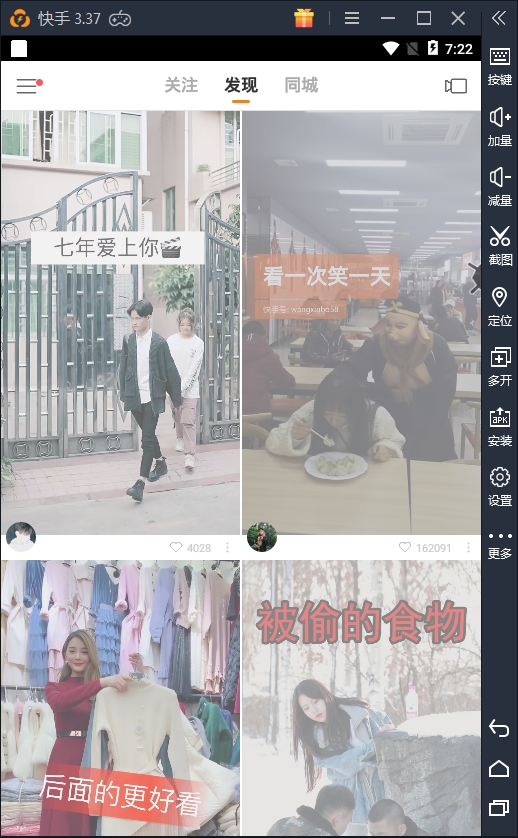 快手 3.37
7:22
关注 发现 同城
七年爱上你🎬
看一次笑一天
快手号: wangxiabo58
4028
162091
后面的更好看
被偷的食物
按键
加量
减量
截图
定位
多开
APK
安装
设置
更多